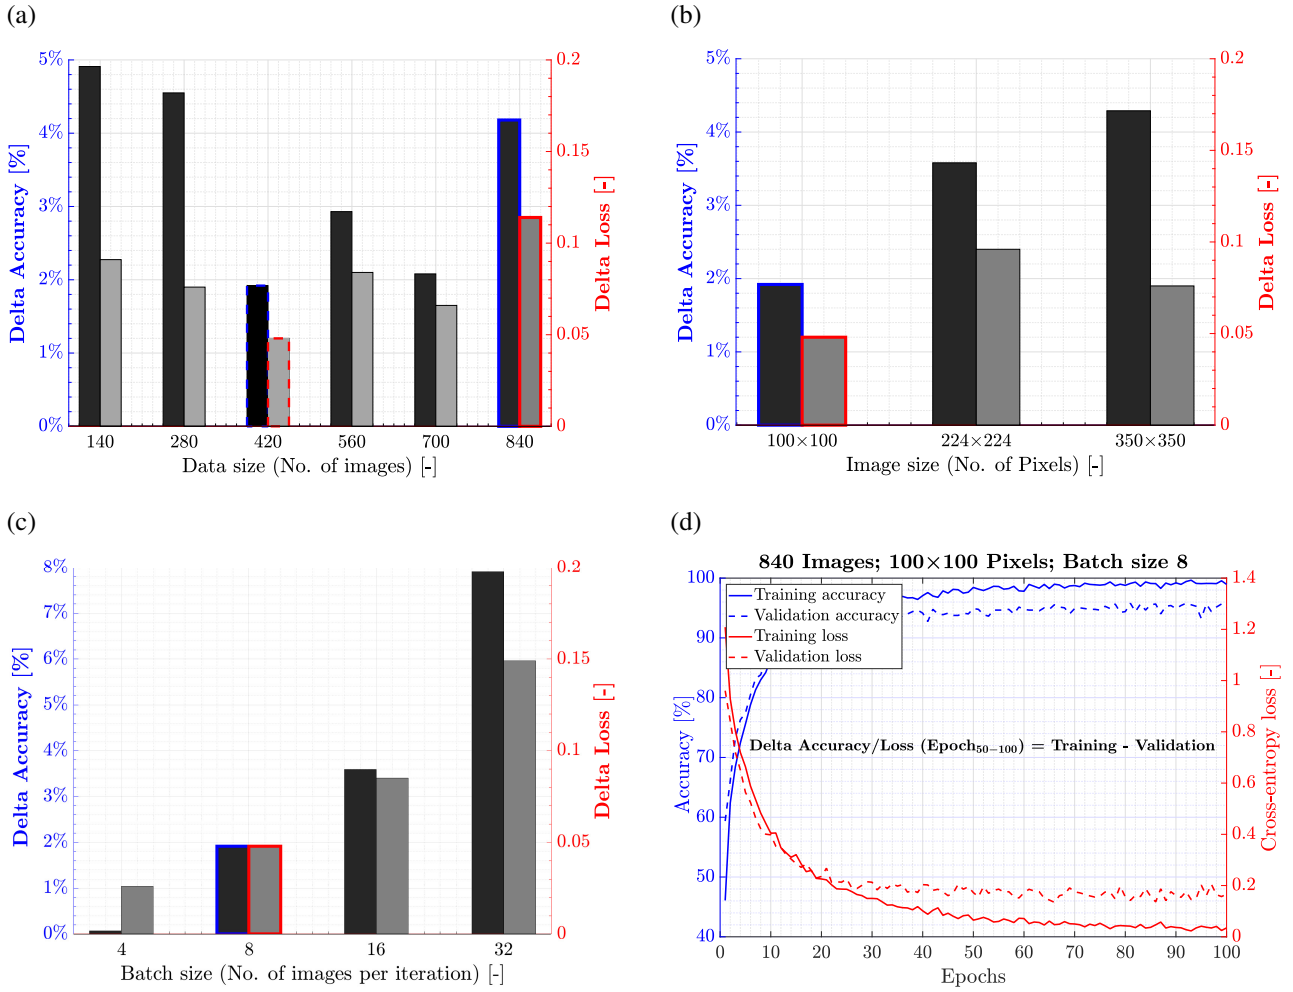 (a)
5%
4%
3%
2%
1%
0%
Delta Accuracy [%]
0.2
0.15
0.1
0.05
0
Delta Loss [-]
140 280 420 560 700 840
Data size (No. of images) [-]
(b)
5%
4%
3%
2%
1%
0%
Delta Accuracy [%]
0.2
0.15
0.1
0.05
0
Delta Loss [-]
100×100 224×224 350×350
Image size (No. of Pixels) [-]
(c)
8%
7%
6%
5%
4%
3%
2%
1%
0%
Delta Accuracy [%]
0.2
0.15
0.1
0.05
0
Delta Loss [-]
4 8 16 32
Batch size (No. of images per iteration) [-]
(d)
840 Images; 100×100 Pixels; Batch size 8
100
90
80
70
60
50
40
Accuracy [%]
Training accuracy
Validation accuracy
Training loss
Validation loss
Delta Accuracy/Loss (Epoch50−100) = Training - Validation
1.4
1.2
1
0.8
0.6
0.4
0.2
0
Cross-entropy loss [-]
0 10 20 30 40 50 60 70 80 90 100
Epochs